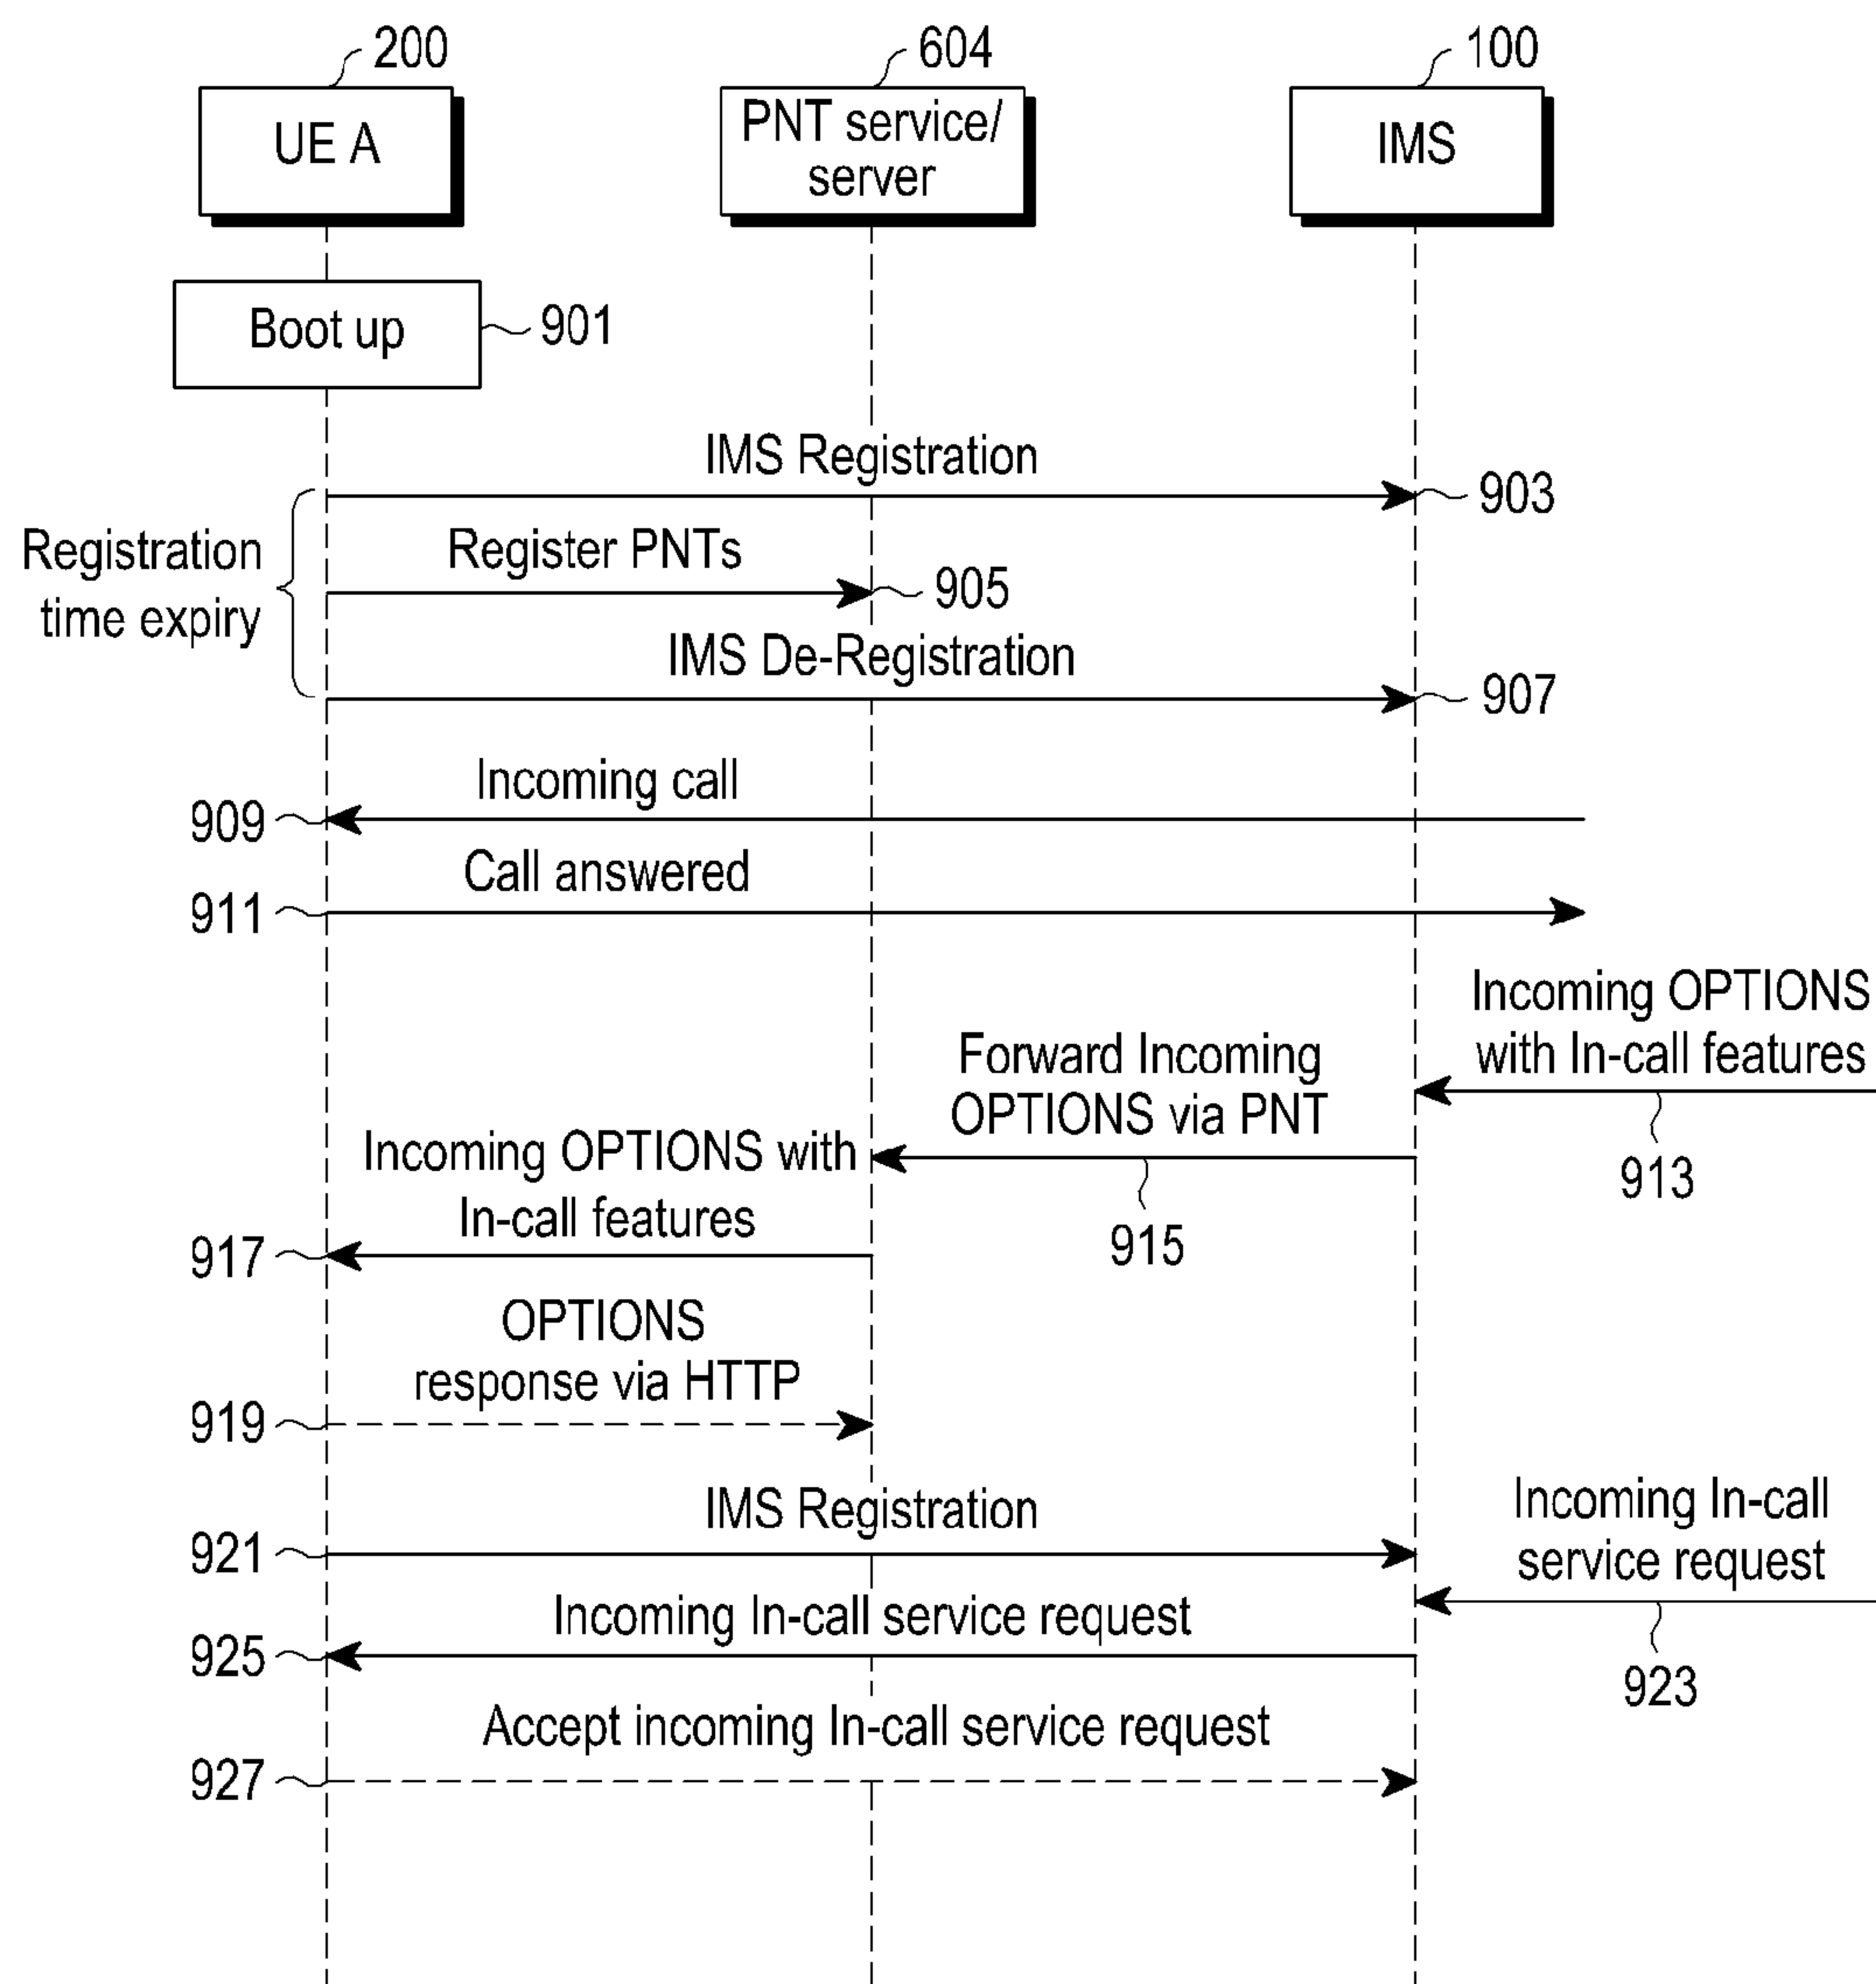 200
604
100
UE A
PNT service/
server
IMS
Boot up
901
IMS Registration
903
Registration
time expiry
Register PNTs
905
IMS De-Registration
907
Incoming call
909
Call answered
911
Incoming OPTIONS
with In-call features
913
Forward Incoming
OPTIONS via PNT
915
Incoming OPTIONS with
In-call features
917
OPTIONS
response via HTTP
919
IMS Registration
921
Incoming In-call
service request
923
Incoming In-call service request
925
Accept incoming In-call service request
927